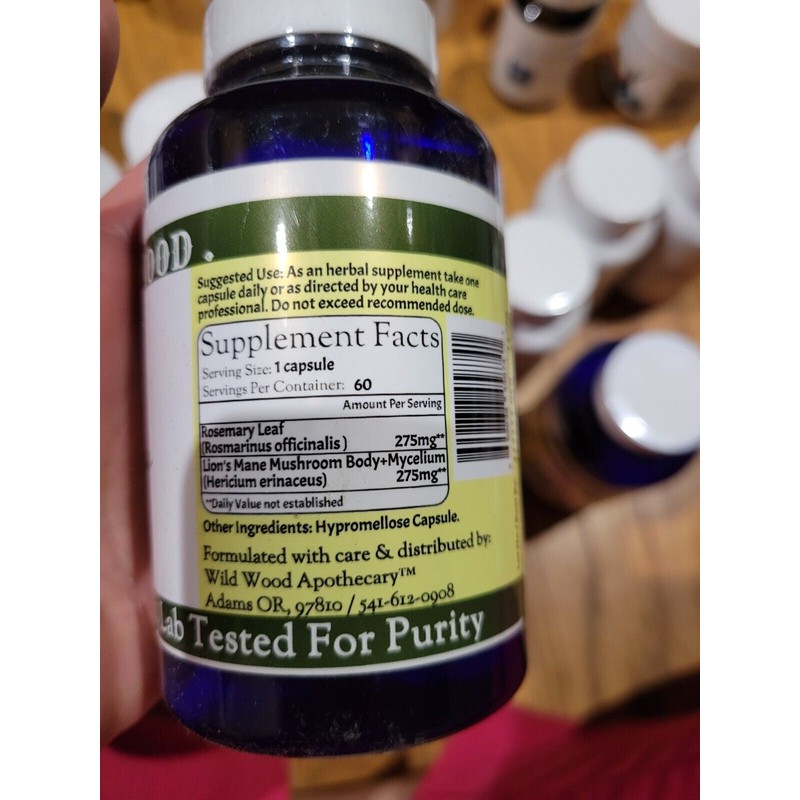 OOD
Suggested Use: As an herbal supplement take one
capsule daily or as directed by your health care
professional. Do not exceed recommended dose.
Supplement Facts
Serving Size: 1 capsule
Servings Per Container: 60
Amount Per Serving
Rosemary Leaf
(Rosmarinus officinalis ) 275mg**
Lion's Mane Mushroom Body+Mycelium
(Hericium erinaceus) 275mg**
**Daily Value not established
Other Ingredients: Hypromellose Capsule.
Formulated with care & distributed by:
Wild Wood Apothecary™
Adams OR, 97810 / 541-612-0908
Lab Tested For Purity